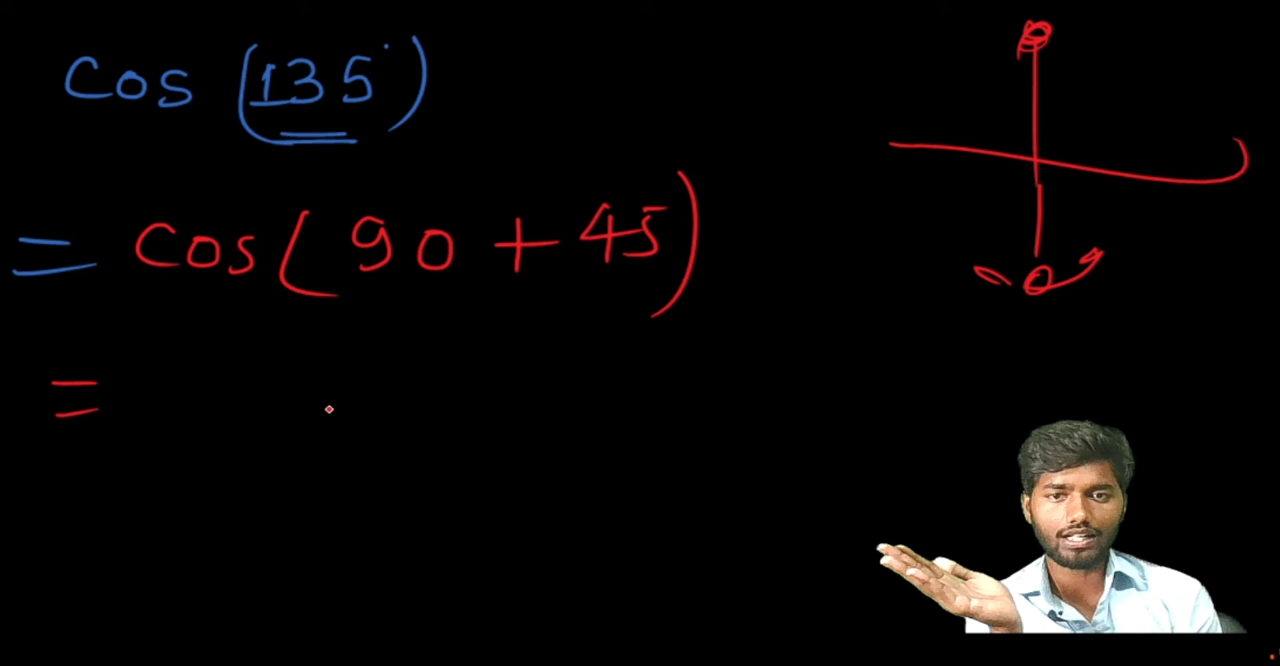 cos (135°)
= cos (90 + 45)
=